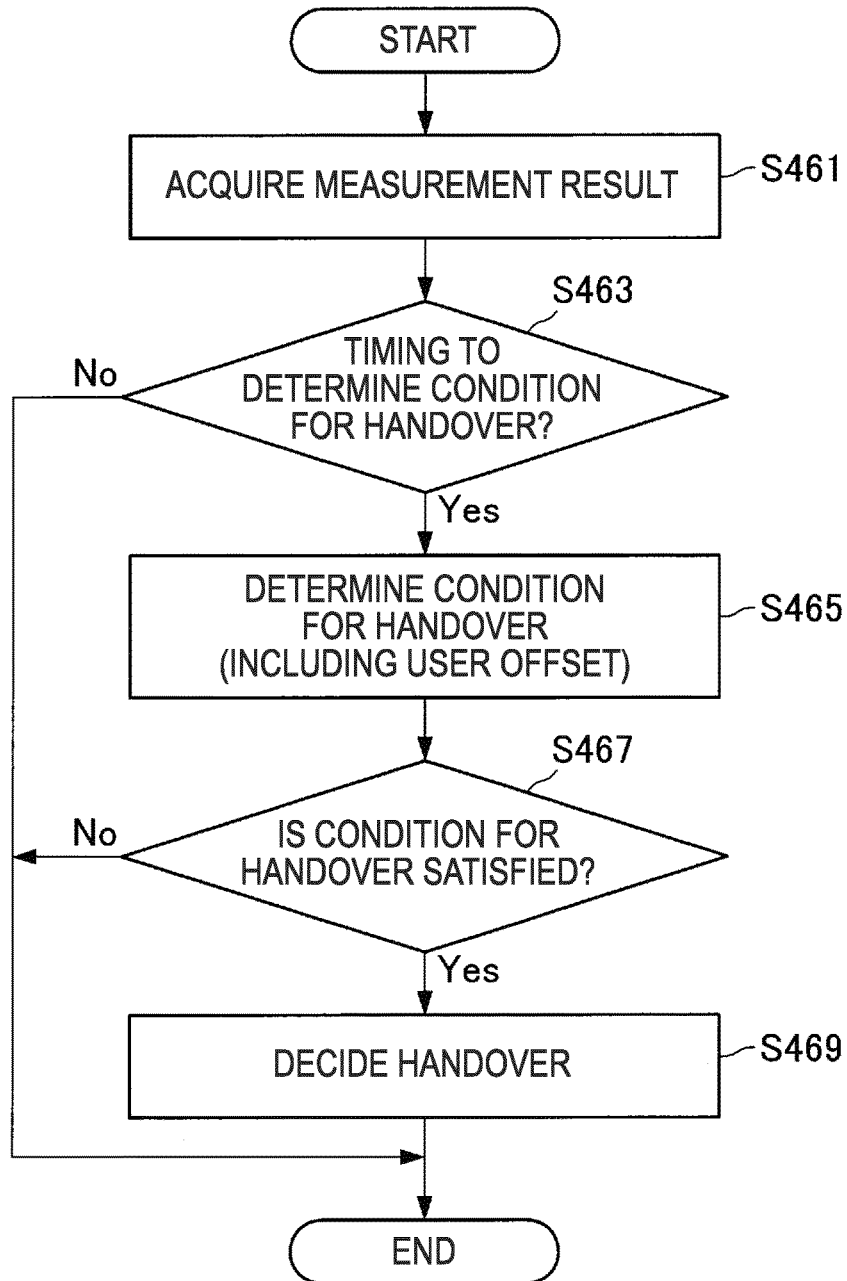 START
ACQUIRE MEASUREMENT RESULT
S461
S463
TIMING TO
DETERMINE CONDITION
FOR HANDOVER?
No
Yes
DETERMINE CONDITION
FOR HANDOVER
(INCLUDING USER OFFSET)
S465
S467
IS CONDITION FOR
HANDOVER SATISFIED?
No
Yes
DECIDE HANDOVER
S469
END